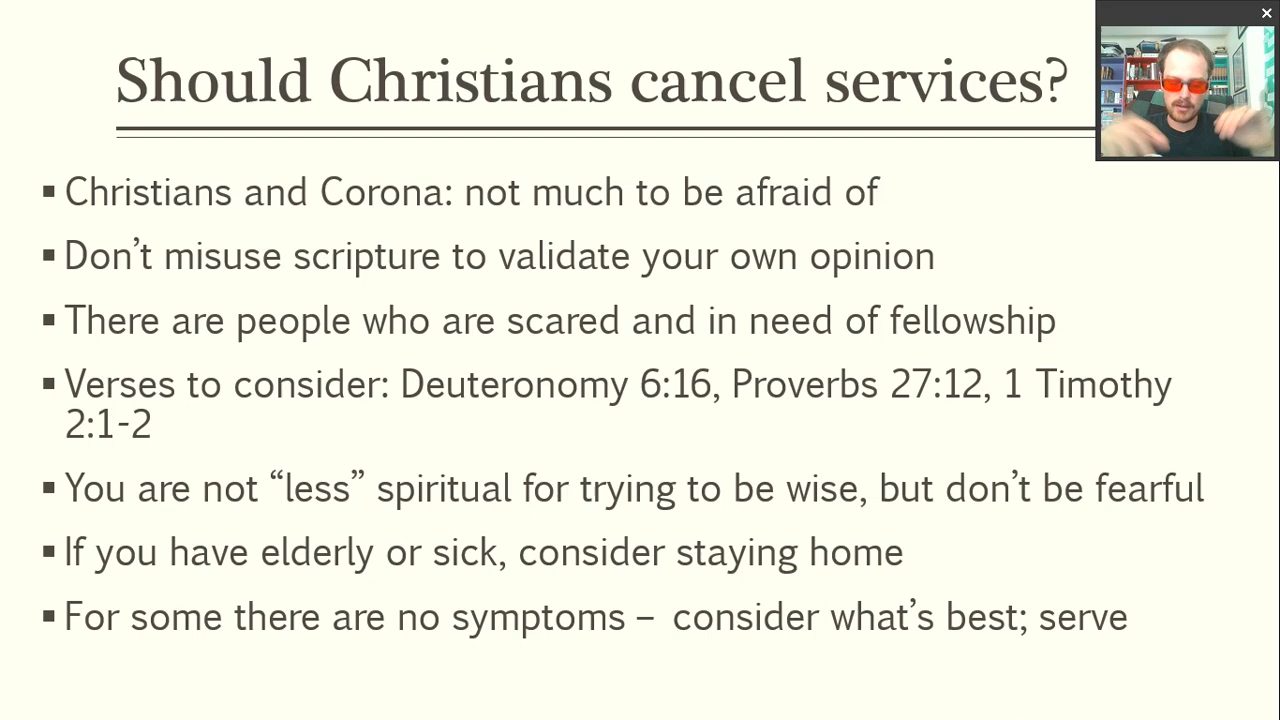 Should Christians cancel services?
▪ Christians and Corona: not much to be afraid of
▪ Don’t misuse scripture to validate your own opinion
▪ There are people who are scared and in need of fellowship
▪ Verses to consider: Deuteronomy 6:16, Proverbs 27:12, 1 Timothy
2:1-2
▪ You are not “less” spiritual for trying to be wise, but don’t be fearful
▪ If you have elderly or sick, consider staying home
▪ For some there are no symptoms – consider what’s best; serve